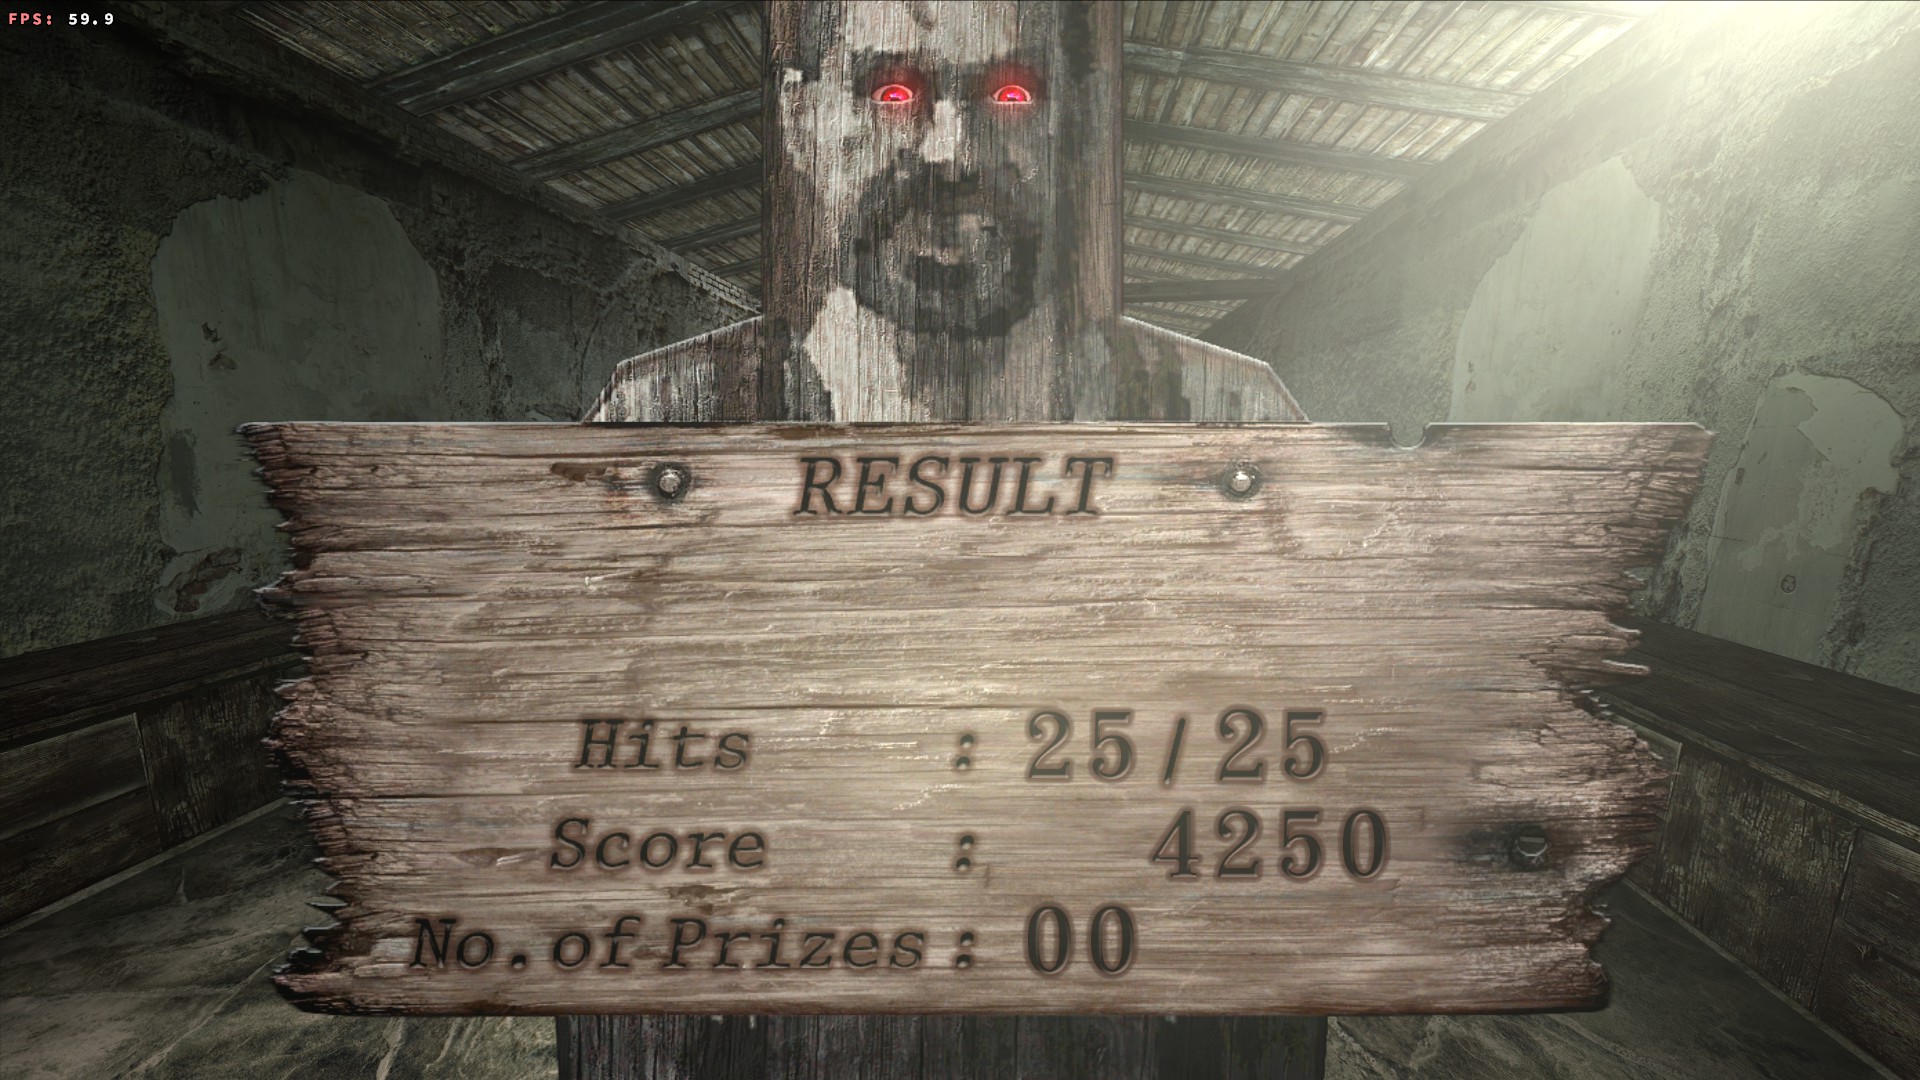 FPS: 59.9
RESULT
Hits : 25/25
Score : 4250
No.of Prizes : 00